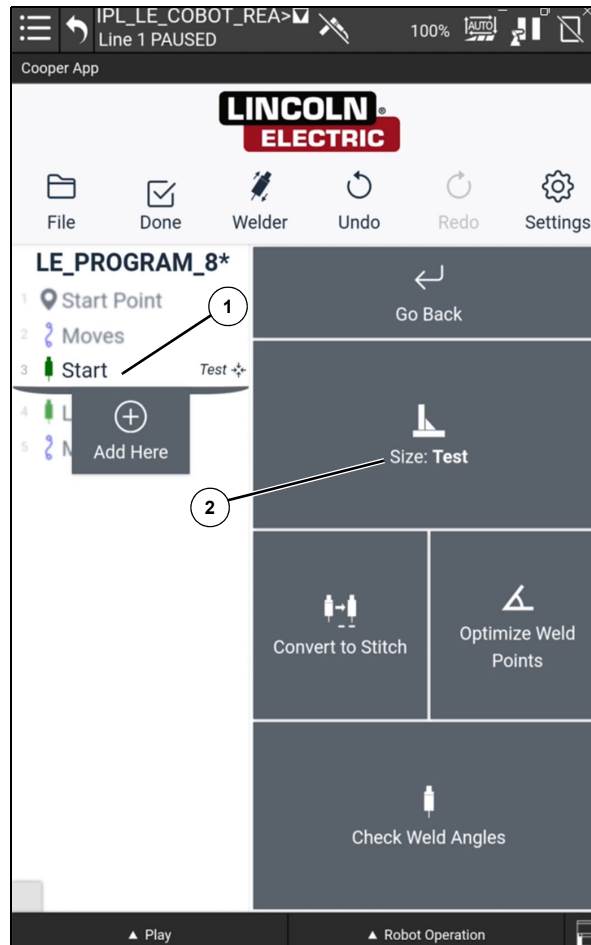 IPL_LE_COBOT_REA>
Line 1 PAUSED
100%
AUTO
Cooper App
LINCOLN ®
ELECTRIC
File
Done
Welder
Undo
Redo
Settings
LE_PROGRAM_8*
1 Start Point
2 Moves
3 Start Test
4 L
5 M
Add Here
1
2
Go Back
Size: Test
Convert to Stitch
Optimize Weld
Points
Check Weld Angles
▲ Play
▲ Robot Operation